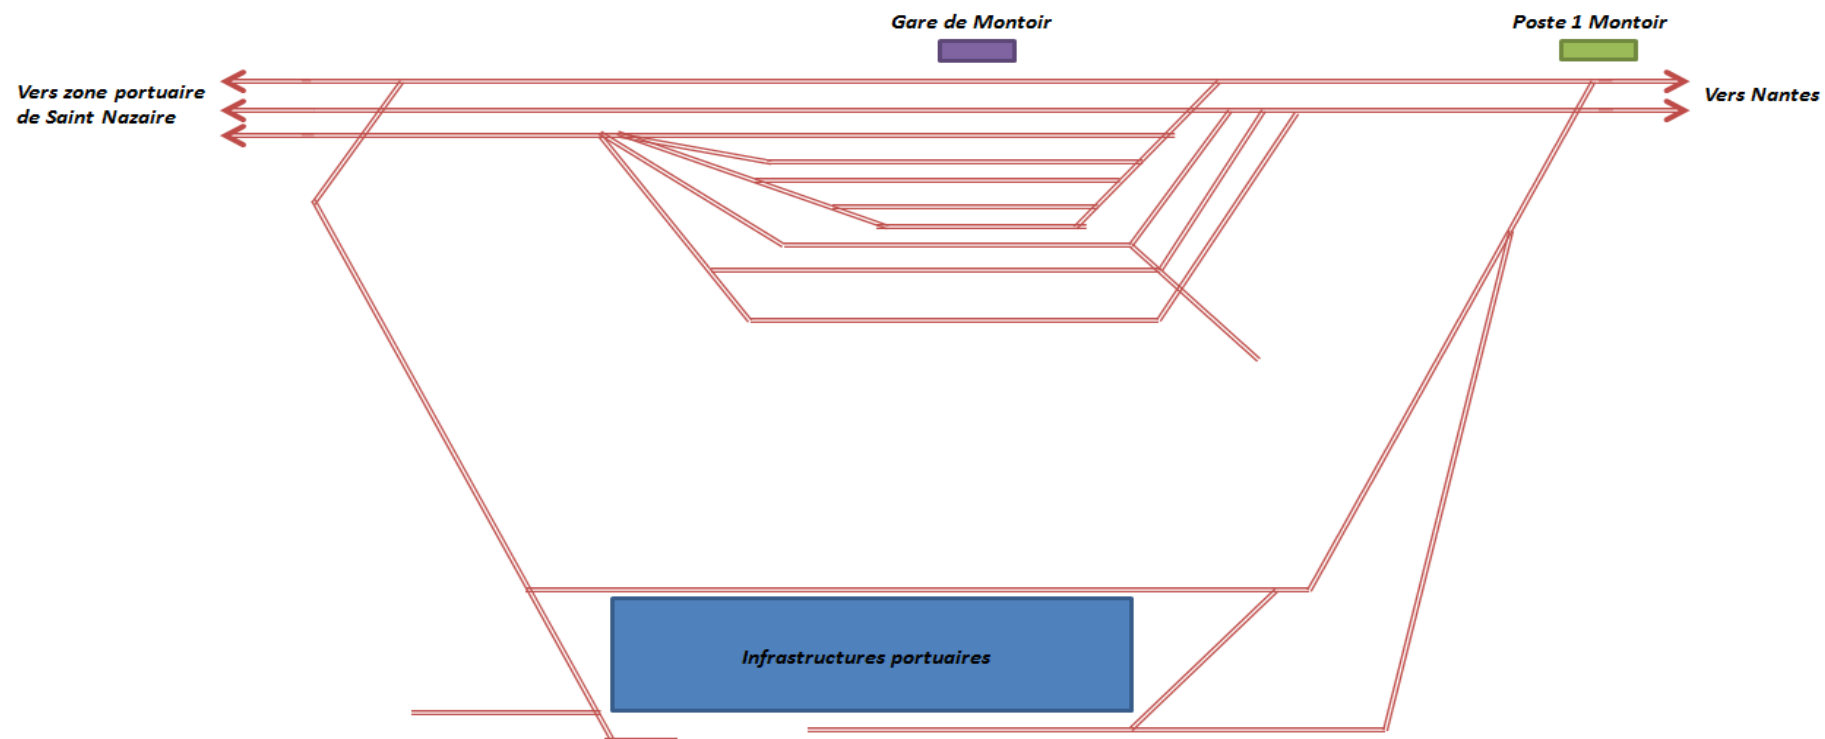 Gare de Montoir
Poste 1 Montoir
Vers zone portuaire
de Saint Nazaire
Vers Nantes
Infrastructures portuaires